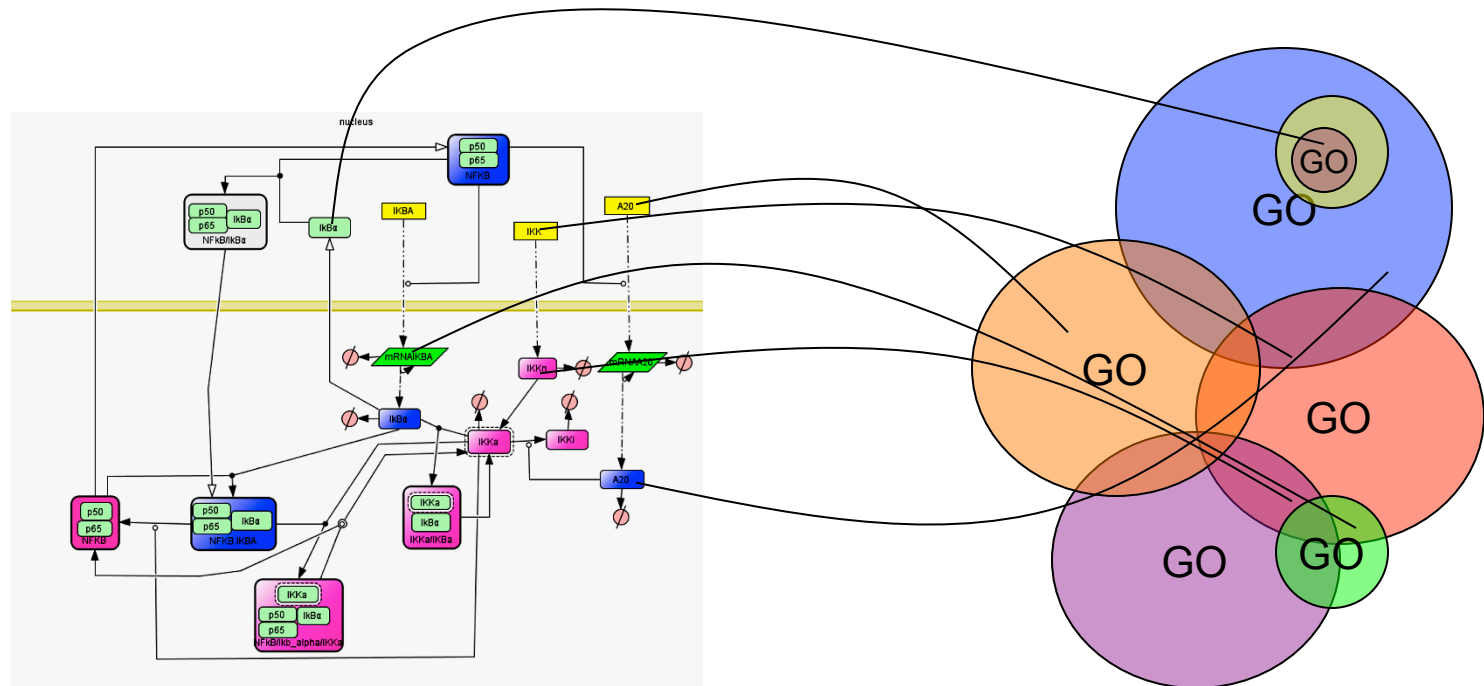 nucleus
p50
p65
NFKB
p50
p65
IkBα
NFkB/IkBα
IkBα
IKBA
IKK
A20
mRNAIKBA
IKKn
mRNAA20
IkBα
IKKa
IKKi
A20
p50
p65
NFKB
p50
p65
IkBα
NFKB.IKBA
IKKa
IkBα
IKKa/IKBa
IKKa
p50
IkBα
p65
NFkB/Ikb_alpha/IKKa
GO
GO
GO
GO
GO
GO